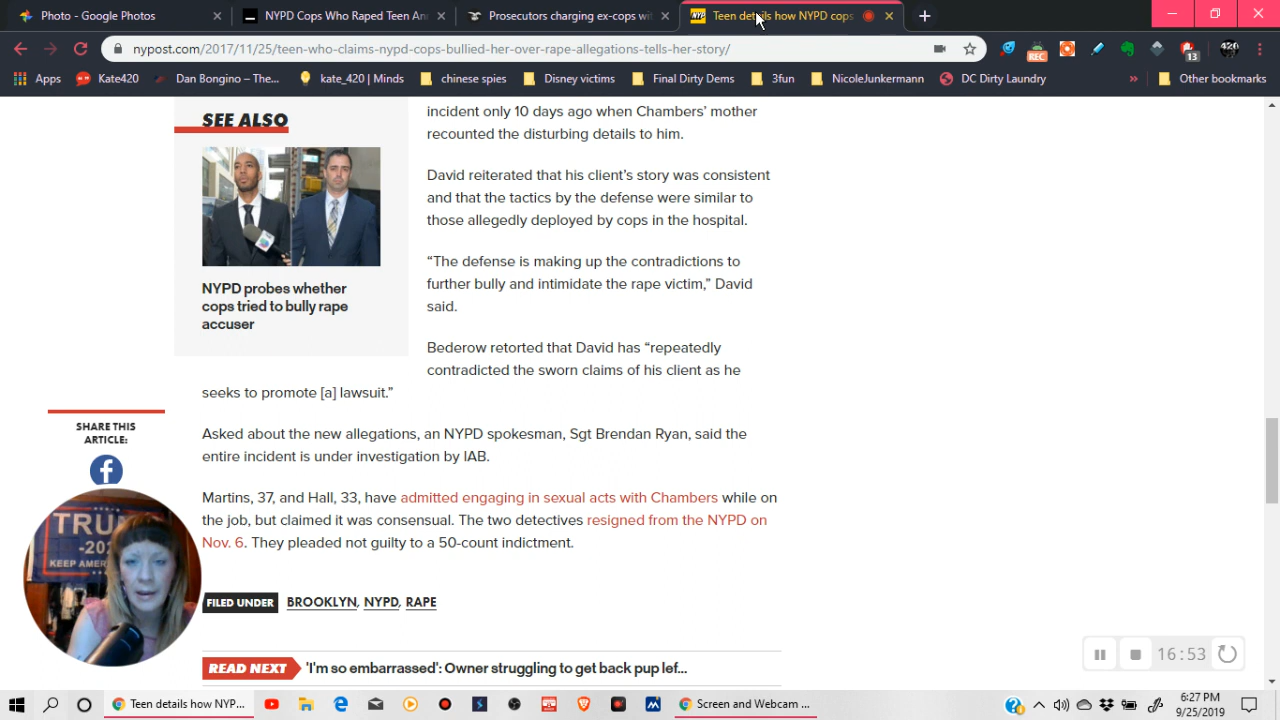 Photo - Google Photos
NYPD Cops Who Raped Teen An
Prosecutors charging ex-cops wit
Teen details how NYPD cops
nypost.com/2017/11/25/teen-who-claims-nypd-cops-bullied-her-over-rape-allegations-tells-her-story/
REC
13
420
Apps
Kate420
Dan Bongino – The...
kate_420 | Minds
chinese spies
Disney victims
Final Dirty Dems
3fun
NicoleJunkermann
DC Dirty Laundry
»
Other bookmarks
SEE ALSO
NYPD probes whether
cops tried to bully rape
accuser
incident only 10 days ago when Chambers’ mother
recounted the disturbing details to him.
David reiterated that his client’s story was consistent
and that the tactics by the defense were similar to
those allegedly deployed by cops in the hospital.
“The defense is making up the contradictions to
further bully and intimidate the rape victim,” David
said.
Bederow retorted that David has “repeatedly
contradicted the sworn claims of his client as he
seeks to promote [a] lawsuit.”
SHARE THIS
ARTICLE:
Asked about the new allegations, an NYPD spokesman, Sgt Brendan Ryan, said the
entire incident is under investigation by IAB.
Martins, 37, and Hall, 33, have admitted engaging in sexual acts with Chambers while on
the job, but claimed it was consensual. The two detectives resigned from the NYPD on
Nov. 6. They pleaded not guilty to a 50-count indictment.
TRU
-202
KEEP AMER
FILED UNDER BROOKLYN, NYPD, RAPE
READ NEXT 'I'm so embarrassed': Owner struggling to get back pup lef...
16:53
Teen details how NYP...
Screen and Webcam ...
6:27 PM
9/25/2019